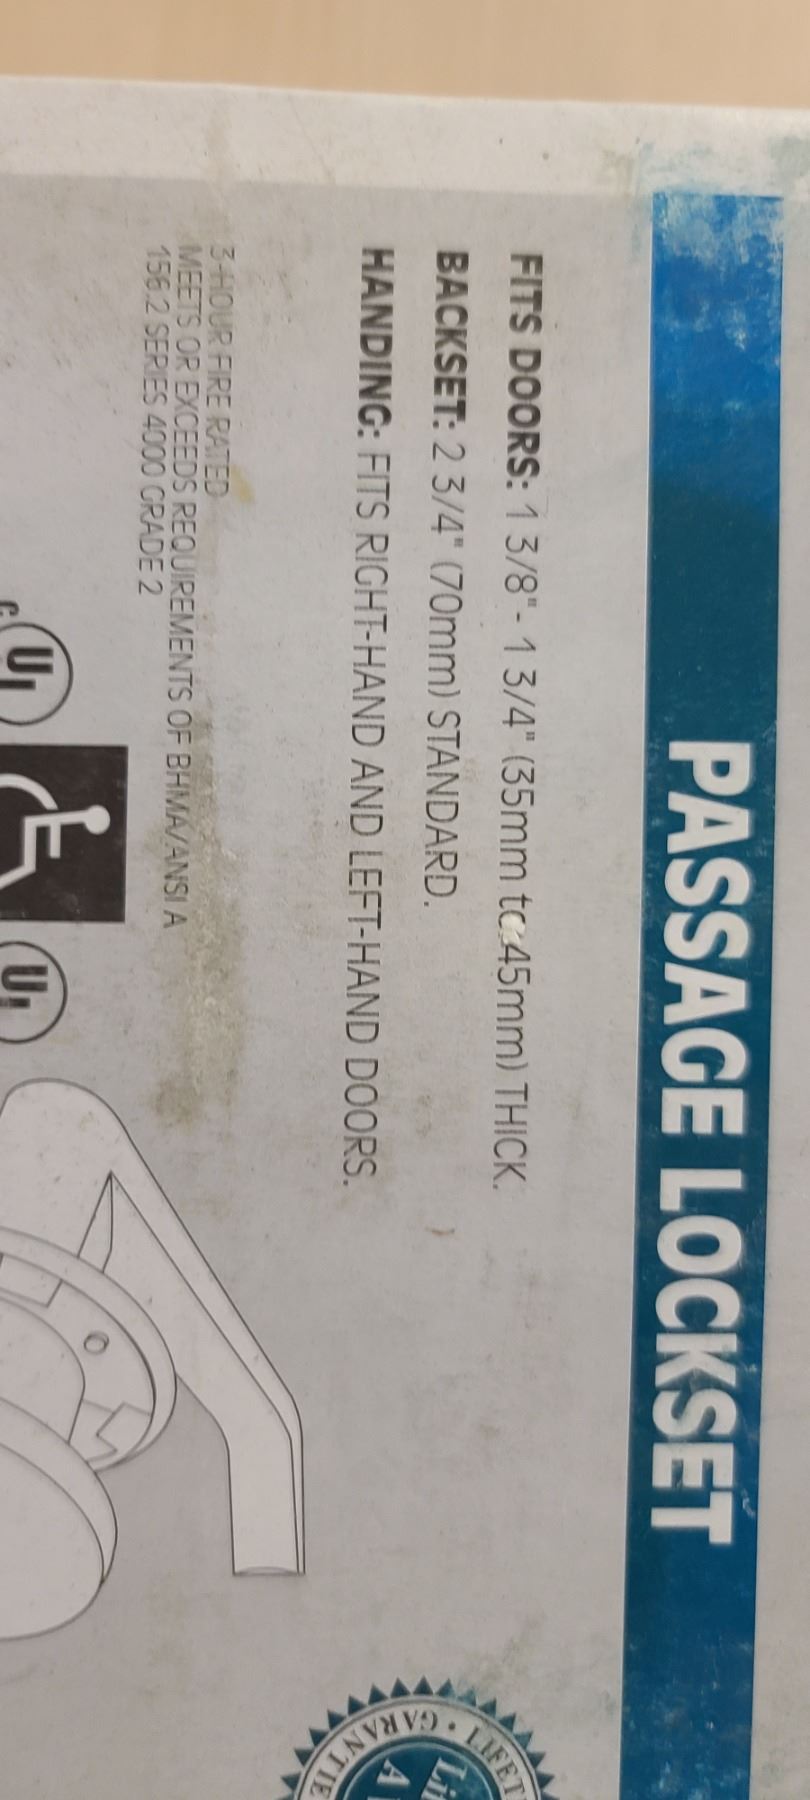 PASSAGE LOCKSET
FITS DOORS: 1 3/8"- 1 3/4" (35mm to 45mm) THICK.
BACKSET: 2 3/4" (70mm) STANDARD.
HANDING: FITS RIGHT-HAND AND LEFT-HAND DOORS.
3-HOUR FIRE RATED
MEETS OR EXCEEDS REQUIREMENTS OF BHMA/ANSI A
156.2 SERIES 4000 GRADE 2